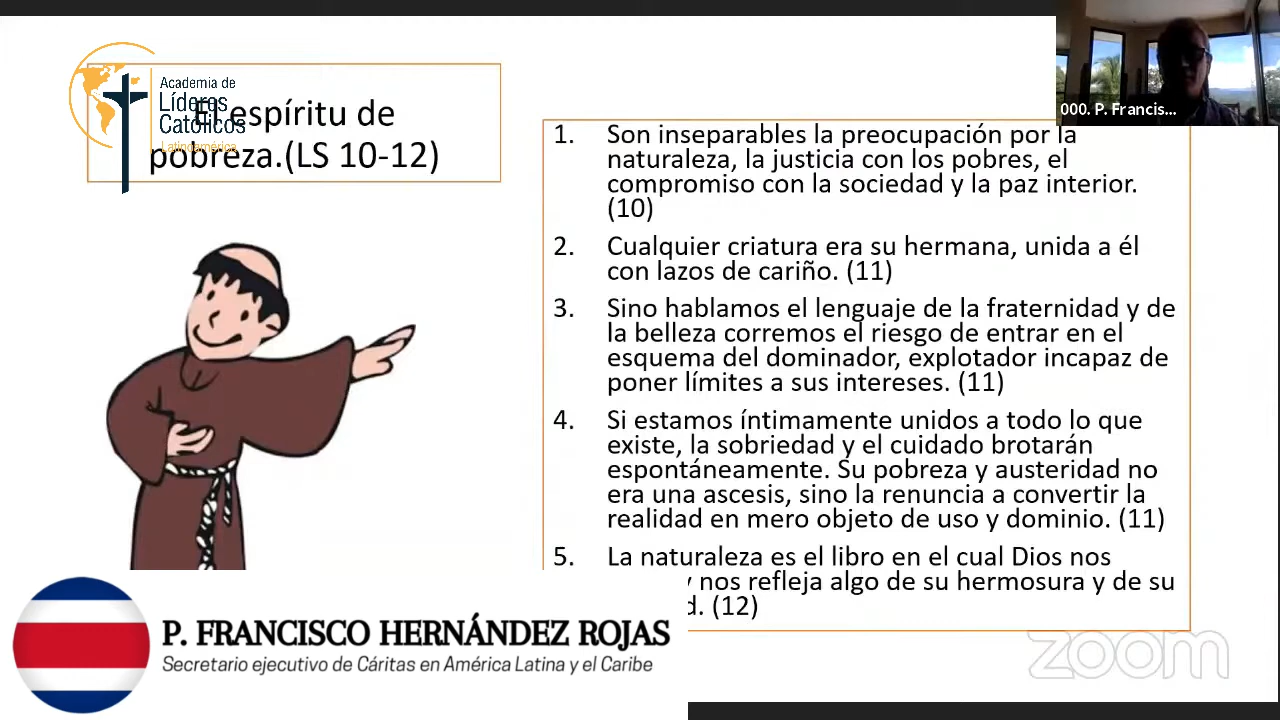 Academia de
Líderes
Católicos
Latinoamérica
El espíritu de
pobreza.(LS 10-12)
000. P. Francis...
1. Son inseparables la preocupación por la
naturaleza, la justicia con los pobres, el
compromiso con la sociedad y la paz interior.
(10)
2. Cualquier criatura era su hermana, unida a él
con lazos de cariño. (11)
3. Sino hablamos el lenguaje de la fraternidad y de
la belleza corremos el riesgo de entrar en el
esquema del dominador, explotador incapaz de
poner límites a sus intereses. (11)
4. Si estamos íntimamente unidos a todo lo que
existe, la sobriedad y el cuidado brotarán
espontáneamente. Su pobreza y austeridad no
era una ascesis, sino la renuncia a convertir la
realidad en mero objeto de uso y dominio. (11)
5. La naturaleza es el libro en el cual Dios nos
y nos refleja algo de su hermosura y de su
(12)
P. FRANCISCO HERNÁNDEZ ROJAS
Secretario ejecutivo de Cáritas en América Latina y el Caribe
zoom